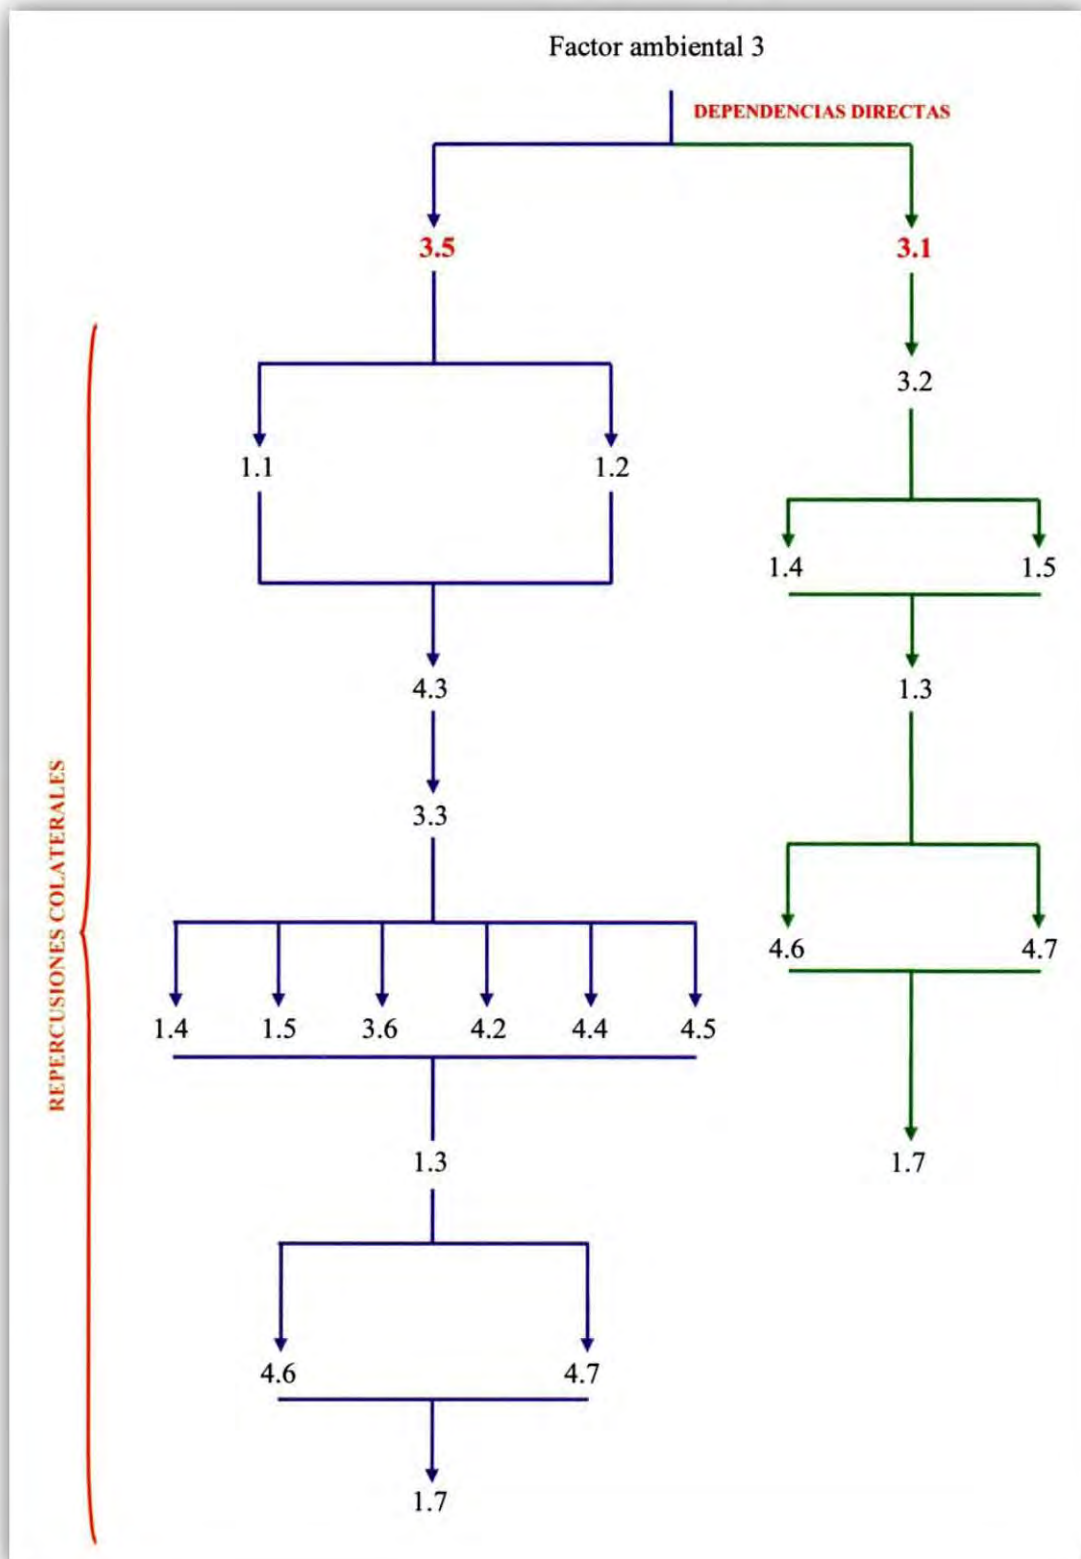 Factor ambiental 3
DEPENDENCIAS DIRECTAS
3.5 3.1
3.2
1.1 1.2
1.4 1.5
4.3 1.3
3.3
REPERCUSIONES COLATERALES
4.6 4.7
1.4 1.5 3.6 4.2 4.4 4.5
1.3 1.7
4.6 4.7
1.7